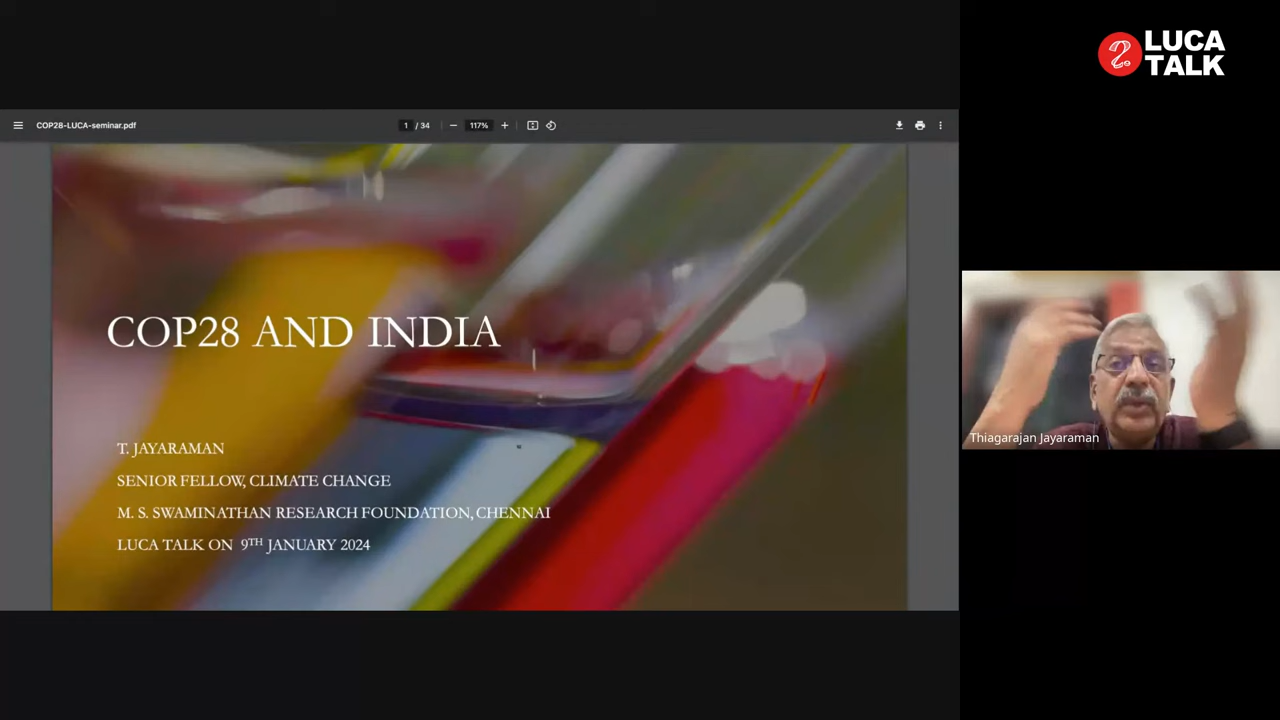 LUCA
TALK
COP28-LUCA-seminar.pdf
1 / 34
117%
COP28 AND INDIA
T. JAYARAMAN
SENIOR FELLOW, CLIMATE CHANGE
M. S. SWAMINATHAN RESEARCH FOUNDATION, CHENNAI
LUCA TALK ON 9TH JANUARY 2024
Thiagarajan Jayaraman